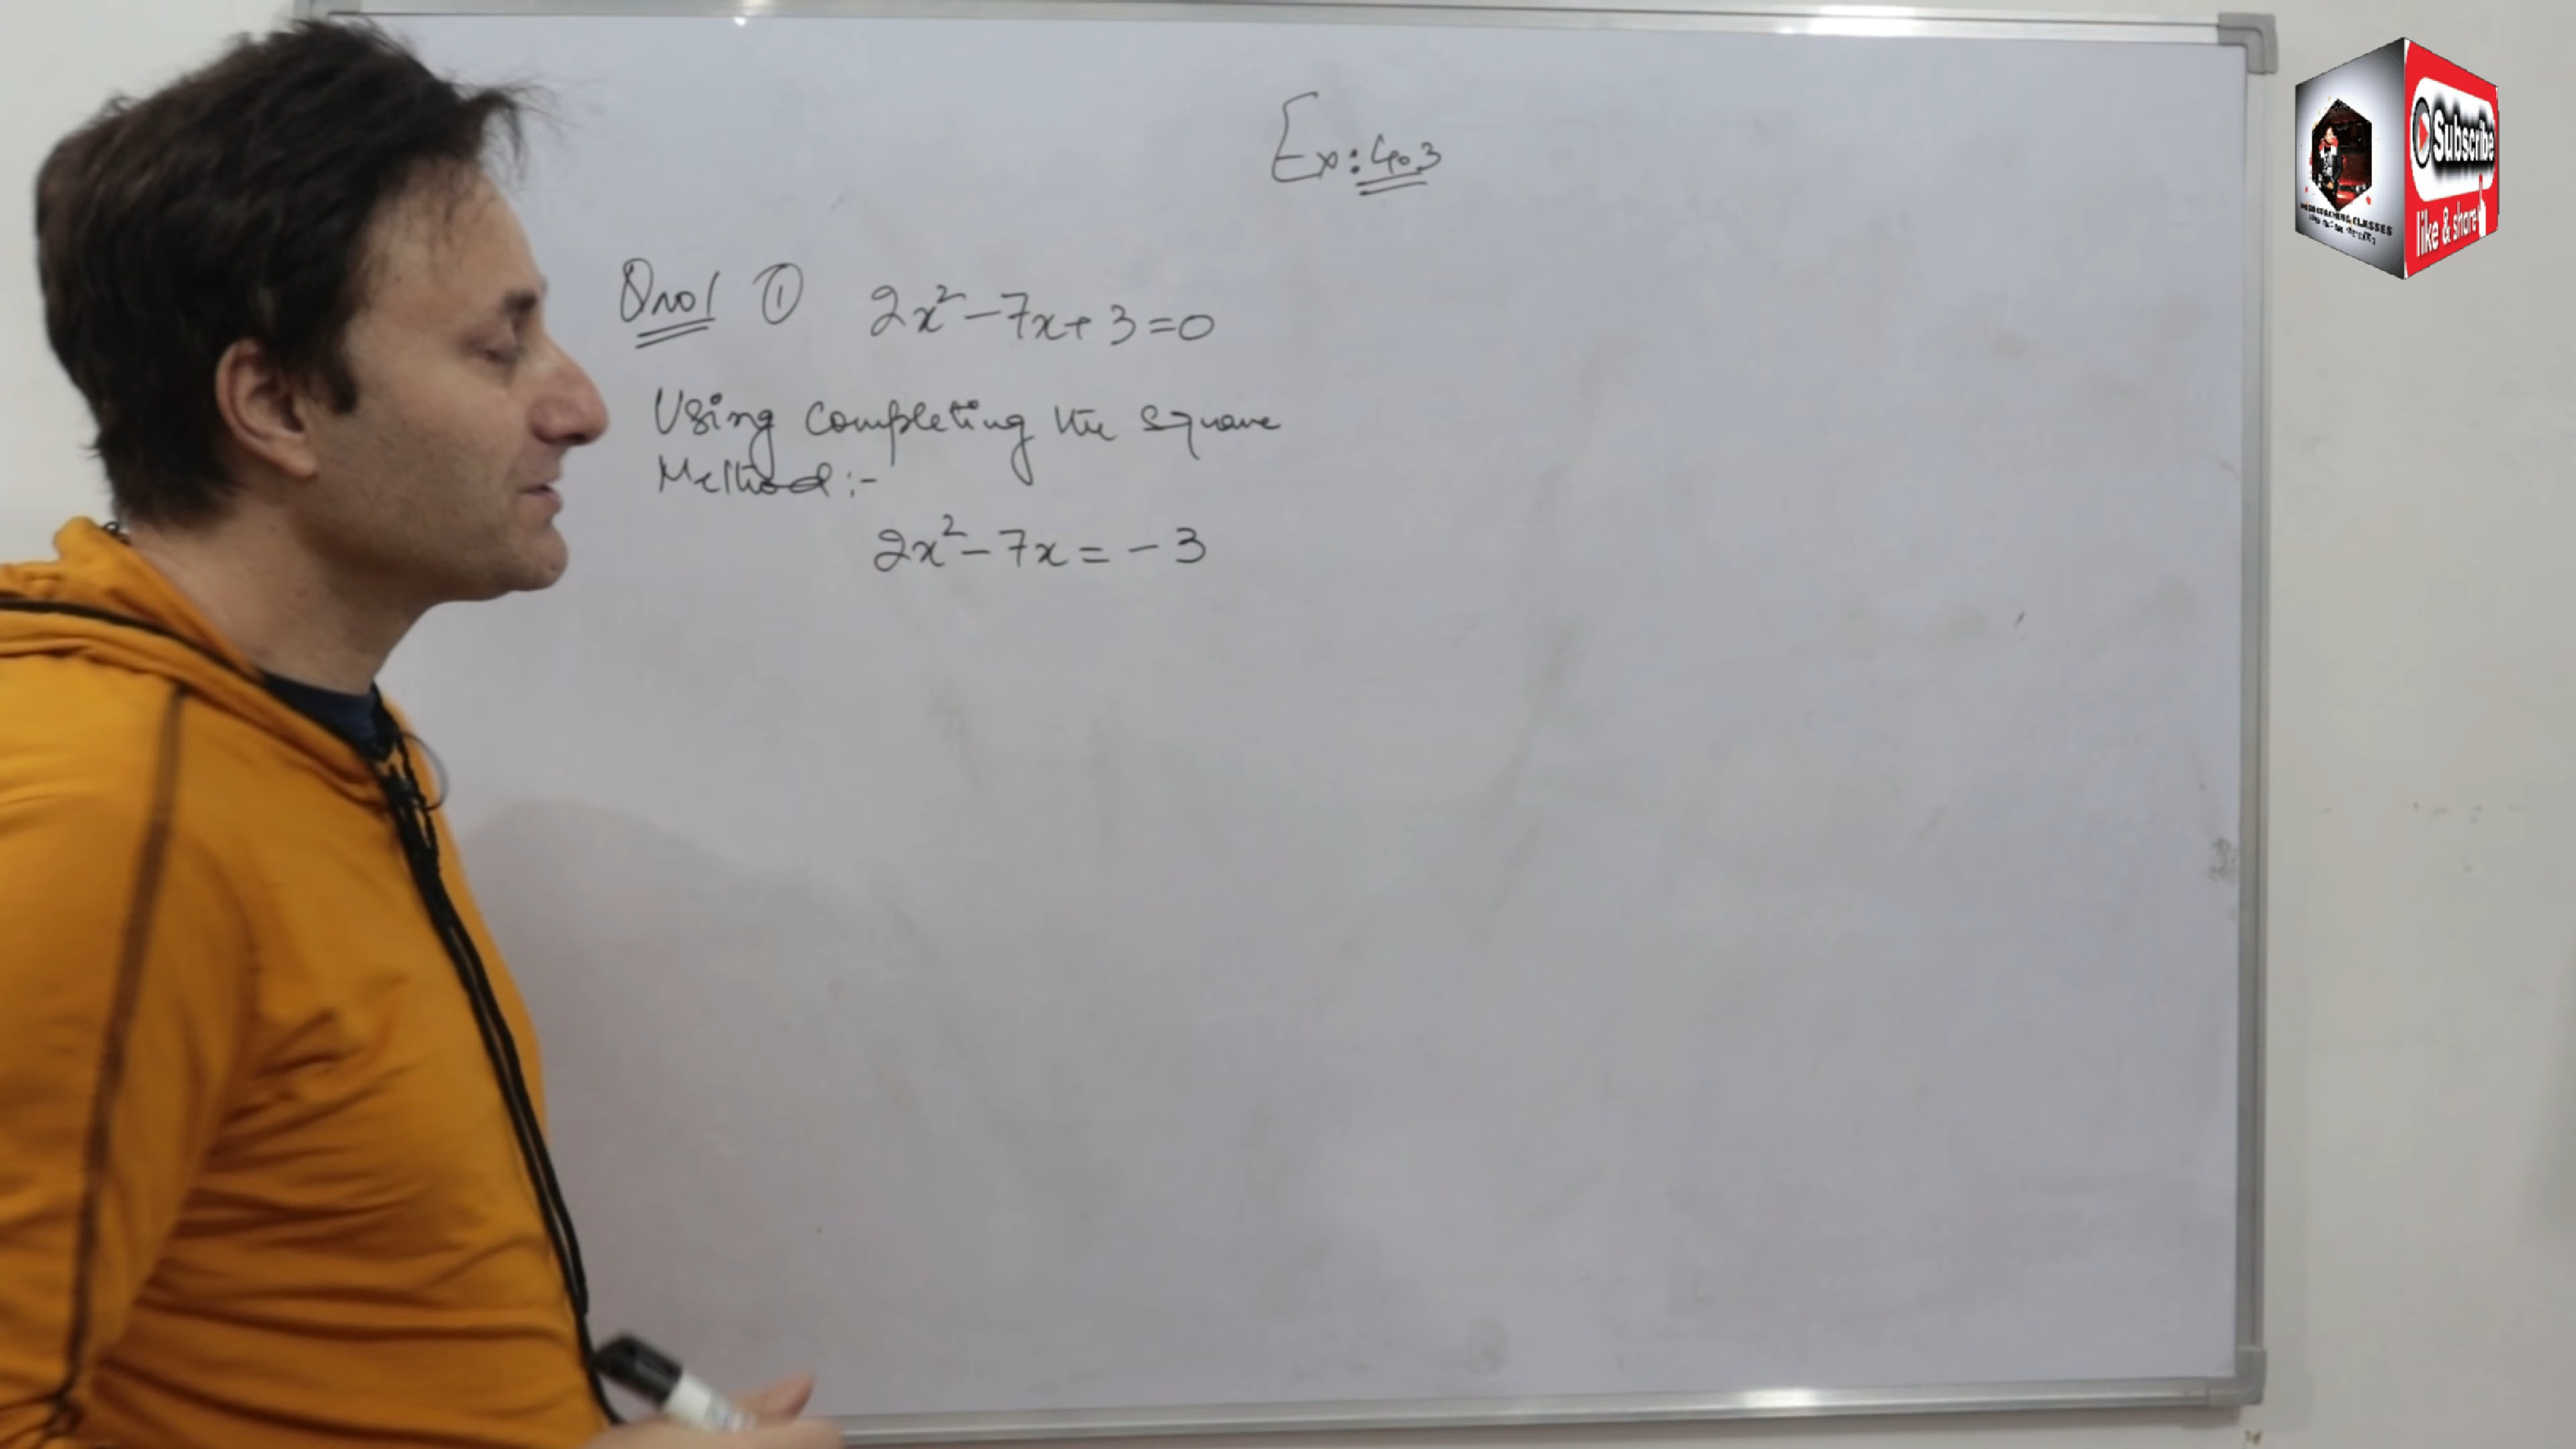 Ex: 4.3
Qno1 ① 2x² - 7x + 3 = 0
Using completing the square
Method :-
2x² - 7x = - 3
Subscribe
like & share